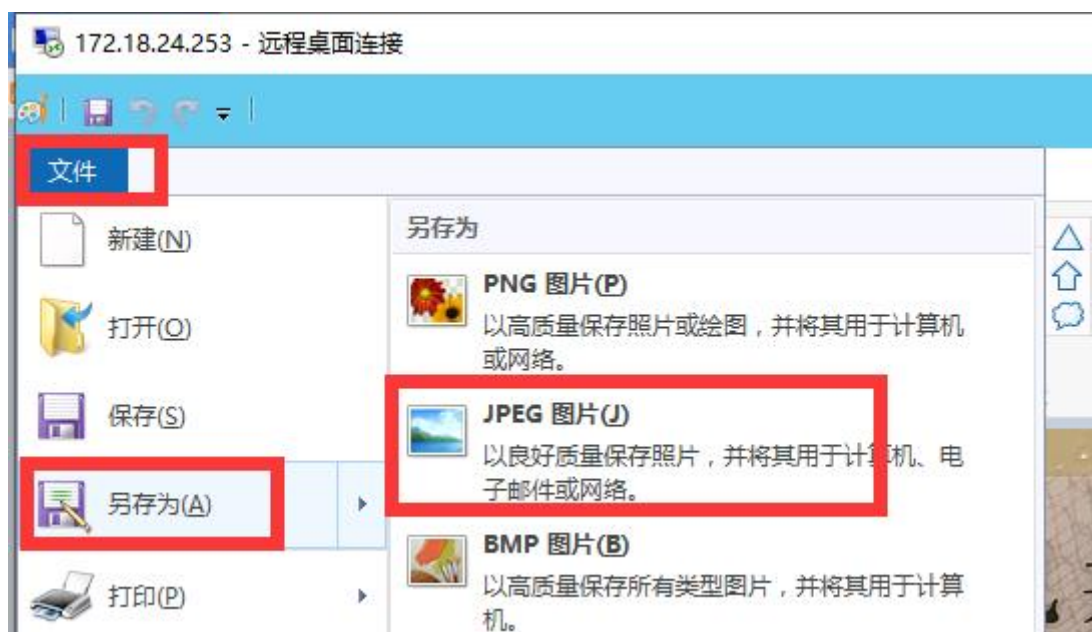 172.18.24.253 - 远程桌面连接
文件
新建(N)
打开(O)
保存(S)
另存为(A)
打印(P)
另存为
PNG 图片(P)
以高质量保存照片或绘图，并将其用于计算机
或网络。
JPEG 图片(J)
以良好质量保存照片，并将其用于计算机、电
子邮件或网络。
BMP 图片(B)
以高质量保存所有类型图片，并将其用于计算
机。